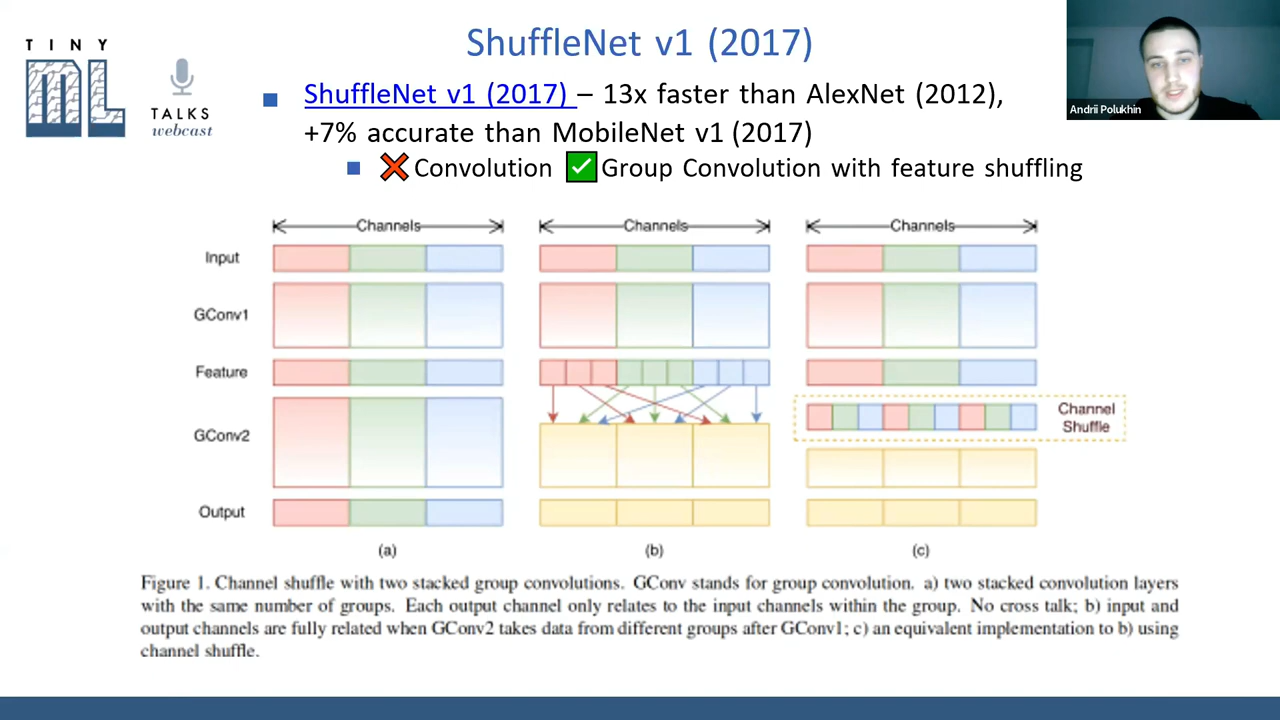 TINY
ML
TALKS
webcast
ShuffleNet v1 (2017)
Andrii Polukhin
ShuffleNet v1 (2017) – 13x faster than AlexNet (2012),
+7% accurate than MobileNet v1 (2017)
❌ Convolution ✅ Group Convolution with feature shuffling
Channels Channels Channels
Input
GConv1
Feature
Channel
Shuffle
GConv2
Output
(a) (b) (c)
Figure 1. Channel shuffle with two stacked group convolutions. GConv stands for group convolution. a) two stacked convolution layers
with the same number of groups. Each output channel only relates to the input channels within the group. No cross talk; b) input and
output channels are fully related when GConv2 takes data from different groups after GConv1; c) an equivalent implementation to b) using
channel shuffle.